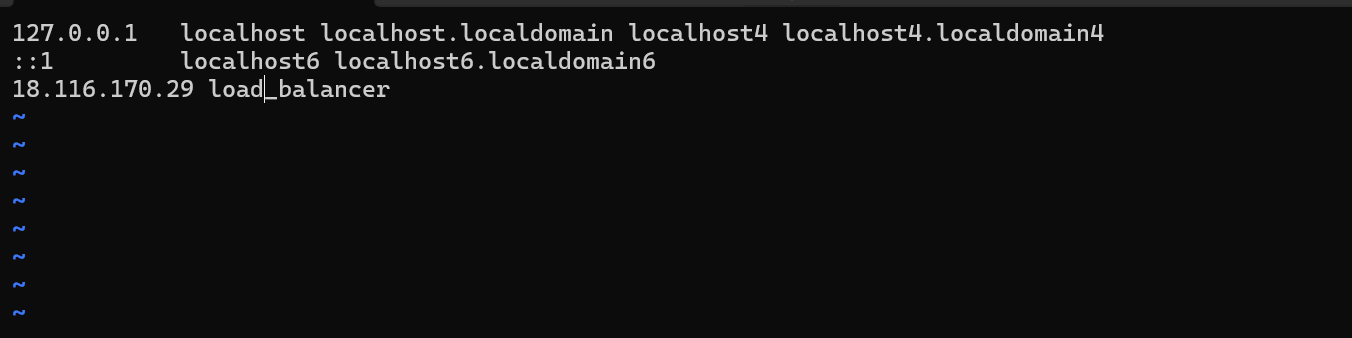 127.0.0.1   localhost localhost.localdomain localhost4 localhost4.localdomain4
::1         localhost6 localhost6.localdomain6
18.116.170.29 load_balancer
~
~
~
~
~
~
~
~